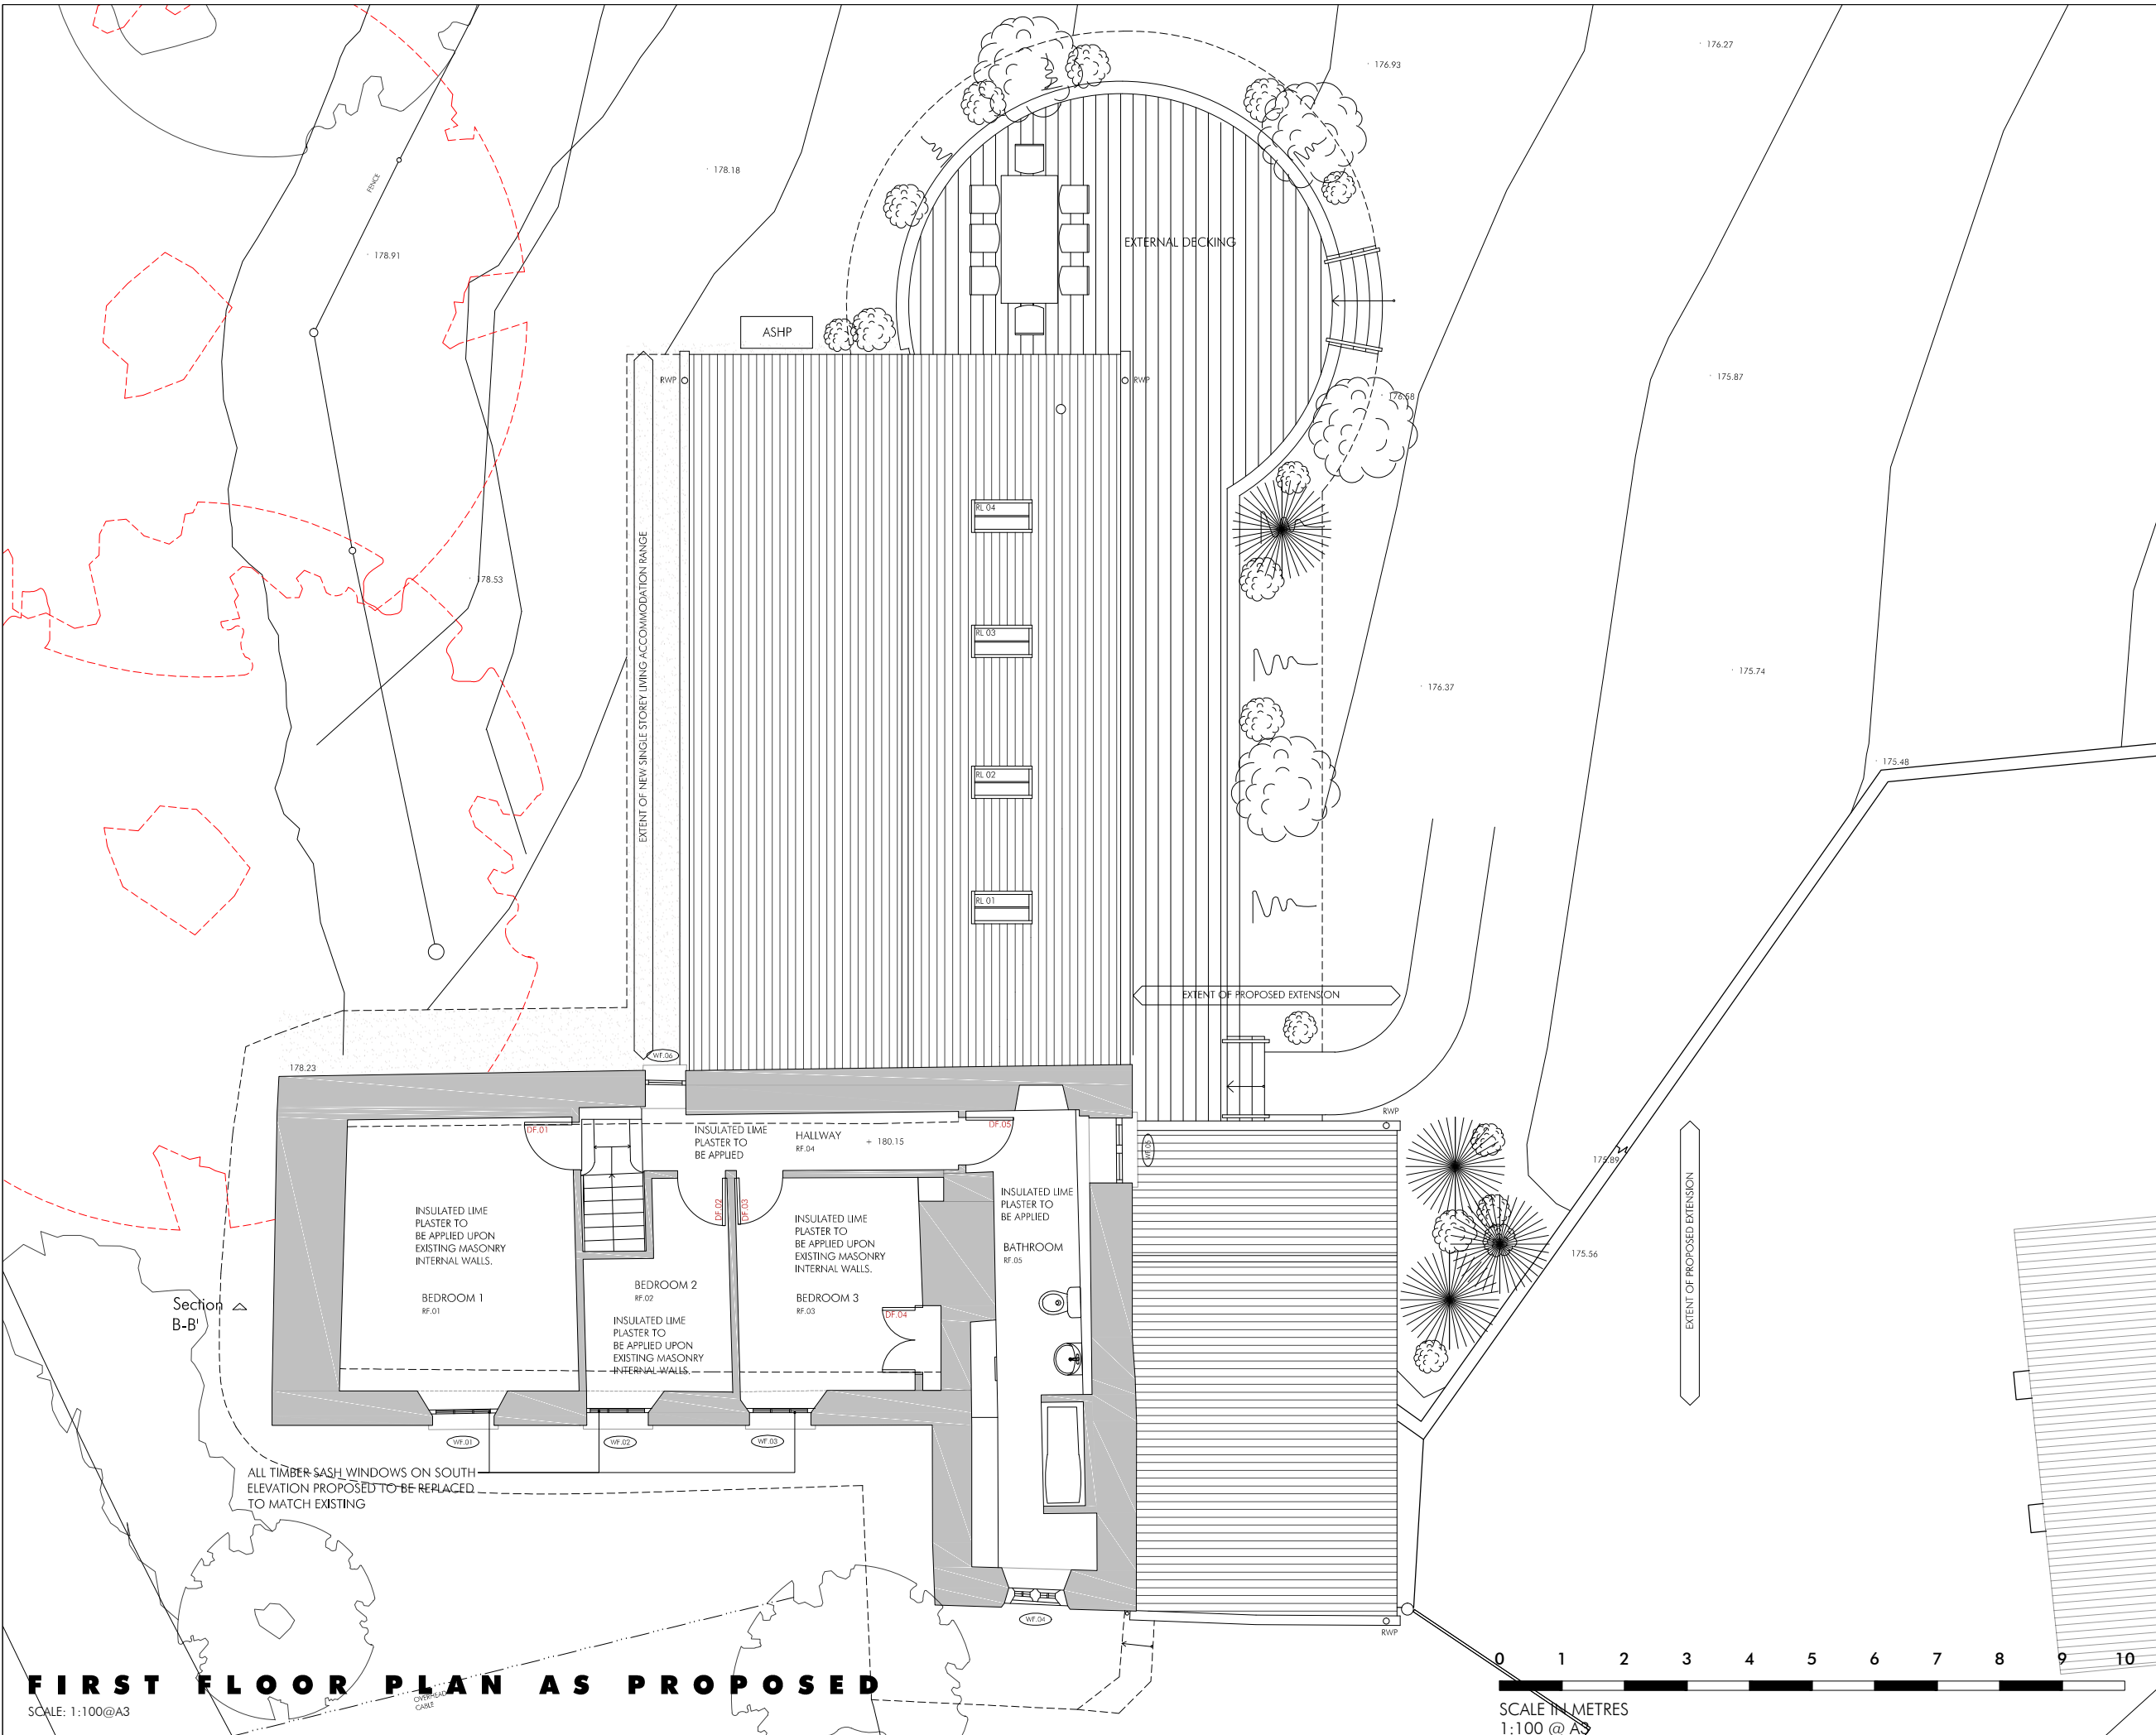 176.27
176.93
178.18
FENCE
178.91
EXTERNAL DECKING
ASHP
RWP
RWP
175.87
176.58
RL 04
178.53
EXTENT OF NEW SINGLE STOREY LIVING ACCOMMODATION RANGE
RL 03
175.74
176.37
RL 02
175.48
RL 01
EXTENT OF PROPOSED EXTENSION
WF.06
178.23
RWP
DF.01
INSULATED LIME
PLASTER TO
BE APPLIED
HALLWAY
RF.04
+ 180.15
DF.05
WF.05
175.89
DF.02
DF.03
INSULATED LIME
PLASTER TO
BE APPLIED
BATHROOM
RF.05
INSULATED LIME
PLASTER TO
BE APPLIED UPON
EXISTING MASONRY
INTERNAL WALLS.
BEDROOM 1
RF.01
INSULATED LIME
PLASTER TO
BE APPLIED UPON
EXISTING MASONRY
INTERNAL WALLS.
BEDROOM 3
RF.03
BEDROOM 2
RF.02
INSULATED LIME
PLASTER TO
BE APPLIED UPON
EXISTING MASONRY
INTERNAL WALLS.
DF.04
175.56
EXTENT OF PROPOSED EXTENSION
Section
B-B'
WF.01
WF.02
WF.03
ALL TIMBER SASH WINDOWS ON SOUTH
ELEVATION PROPOSED TO BE REPLACED
TO MATCH EXISTING
WF.04
RWP
OVERHEAD
CABLE
FIRST FLOOR PLAN AS PROPOSED
SCALE: 1:100@A3
0 1 2 3 4 5 6 7 8 9 10
SCALE IN METRES
1:100 @ A3